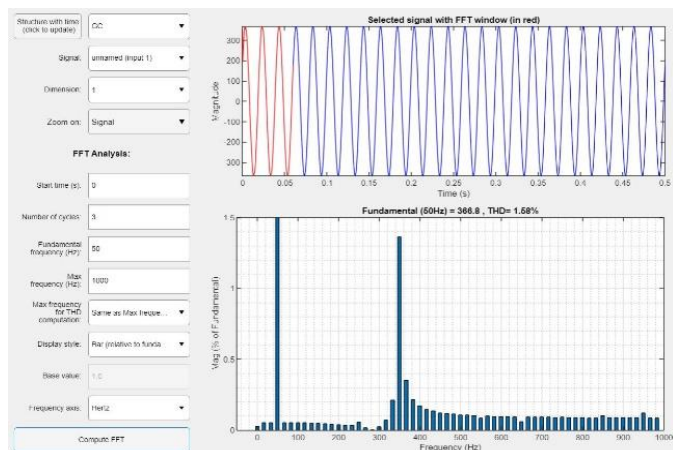 Structure with time
(click to update)
GC
Signal:
unnamed (input 1)
Dimension:
1
Zoom on:
Signal
FFT Analysis:
Start time (s):
0
Number of cycles:
3
Fundamental
frequency (Hz):
50
Max
frequency (Hz):
1000
Max frequency
for THD
computation:
Same as Max freque...
Display style:
Bar (relative to funda
Base value:
1.0
Frequency axis:
Hertz
Compute FFT
Selected signal with FFT window (in red)
Magnitude
300
200
100
0
-100
-200
300
0
0.05
0.1
0.15
0.2
0.25
0.3
0.35
0.4
0.45
0.5
Time (s)
Fundamental (50Hz) = 366.8 , THD= 1.58%
Mag (% of Fundamental)
1.5
1
0.5
0
0
100
200
300
400
500
600
700
800
900
1000
Frequency (Hz)